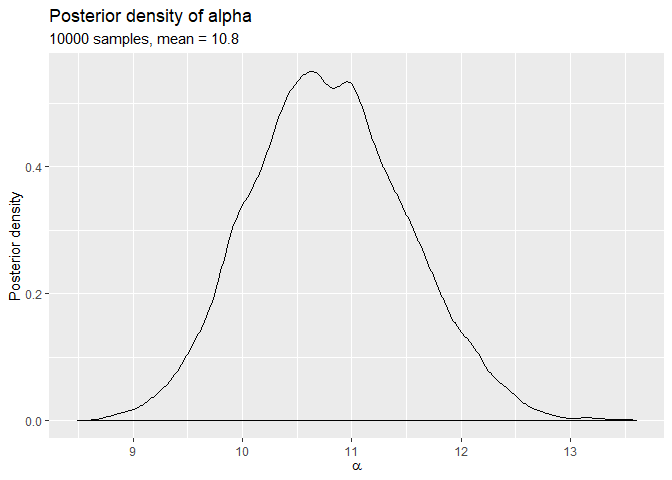 Posterior density of alpha
10000 samples, mean = 10.8
Posterior density
0.4
0.2
0.0
9 10 11 12 13
α